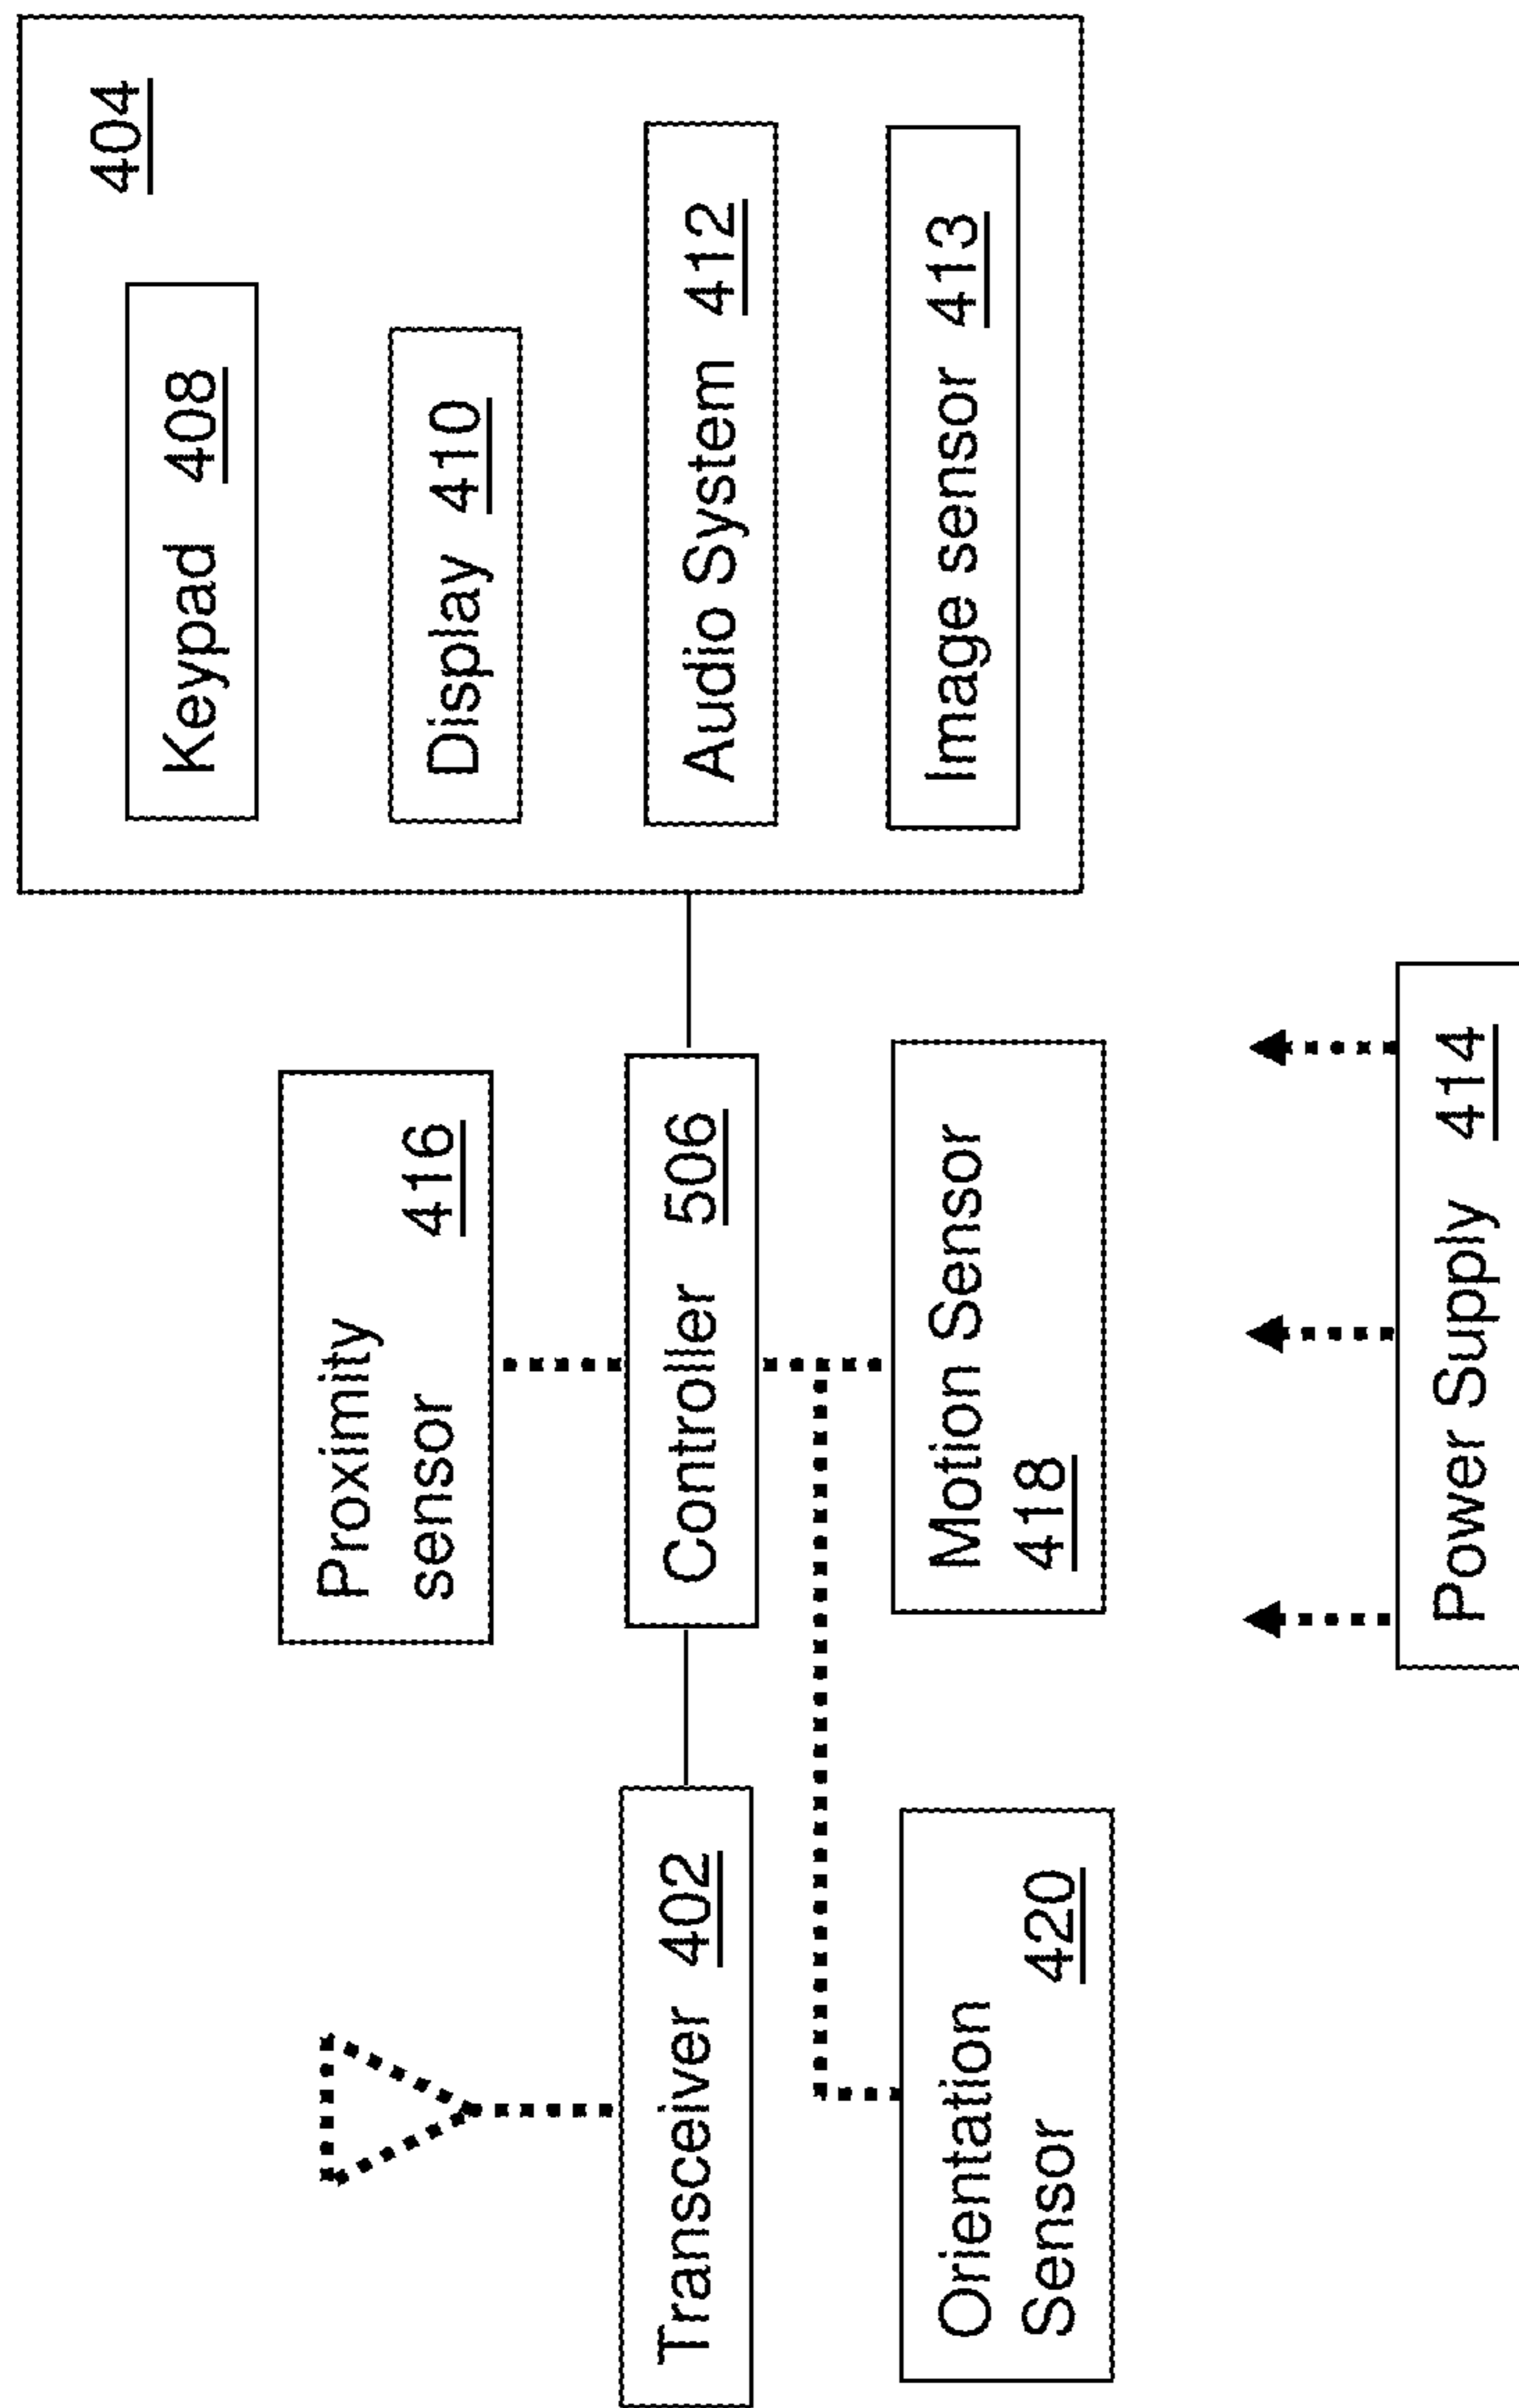 404
Keypad 408
Display 410
Audio System 412
Image sensor 413
Proximity
sensor 416
Controller 506
Motion Sensor
418
Transceiver 402
Orientation
Sensor 420
Power Supply 414